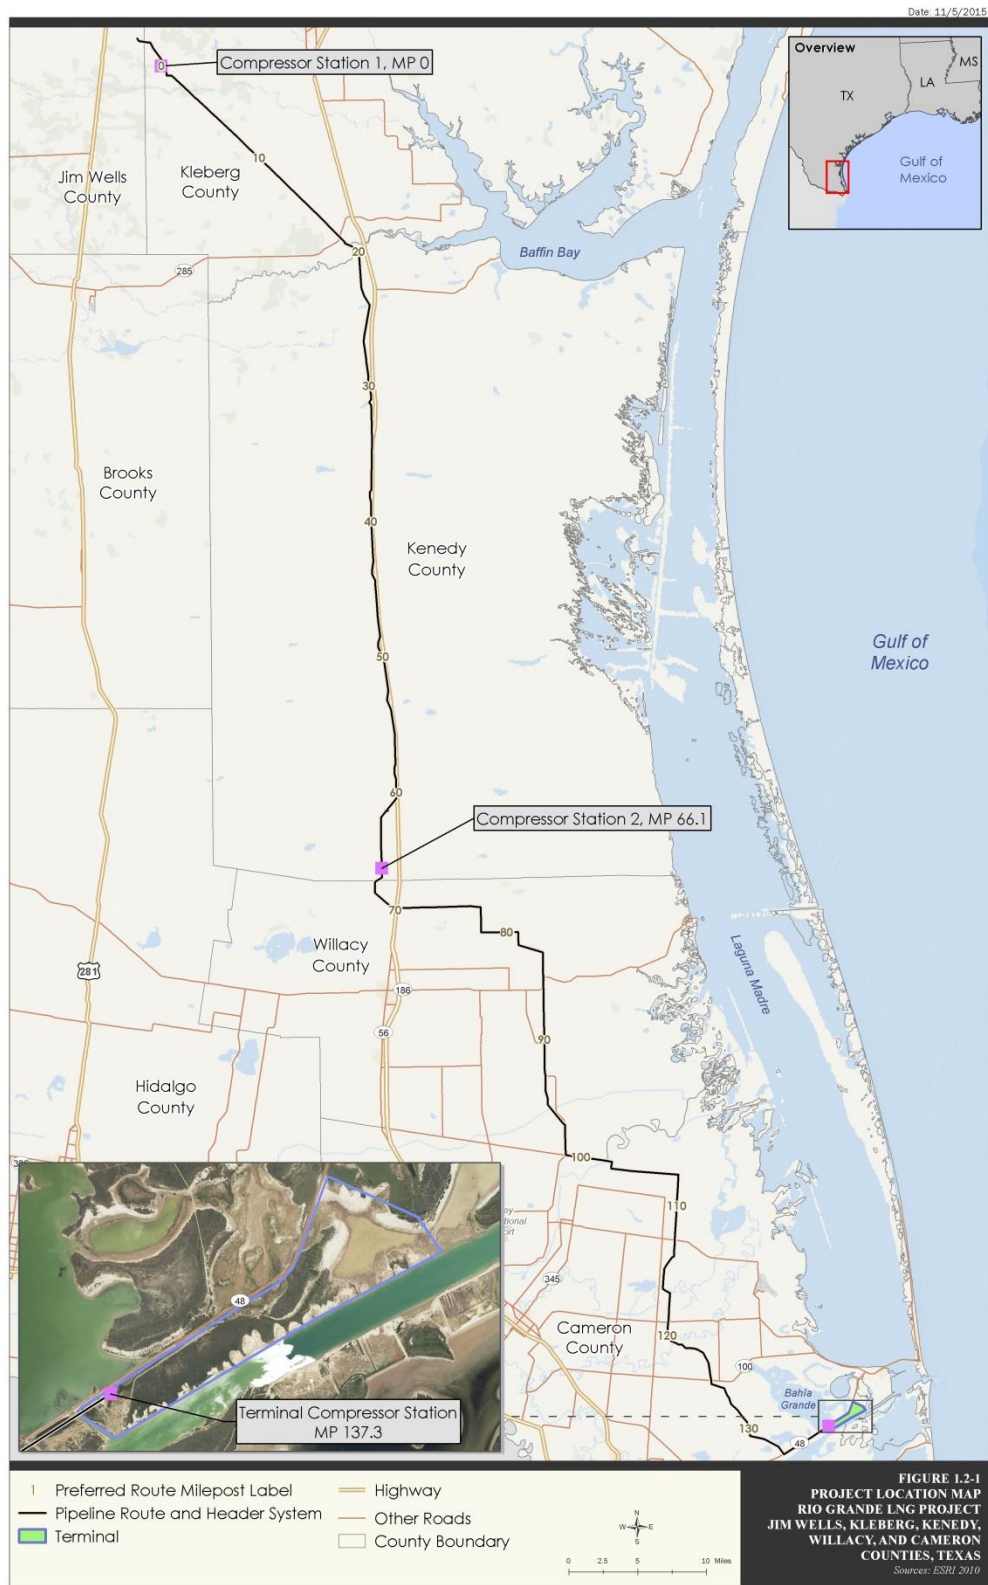 Date: 11/5/2015
Overview
MS
LA
TX
Gulf of
Mexico
Compressor Station 1, MP 0
0
10
Jim Wells
County
Kleberg
County
20
Baffin Bay
285
30
Brooks
County
40
Kenedy
County
50
Gulf of
Mexico
60
Compressor Station 2, MP 66.1
70
80
Willacy
County
Laguna Madre
281
186
56
90
Hidalgo
County
100
110
345
48
120
Cameron
County
100
Bahia
Grande
130
48
Terminal Compressor Station
MP 137.3
1 Preferred Route Milepost Label
Pipeline Route and Header System
Terminal
Highway
Other Roads
County Boundary
N
W E
S
0 2.5 5 10 Miles
FIGURE 1.2-1
PROJECT LOCATION MAP
RIO GRANDE LNG PROJECT
JIM WELLS, KLEBERG, KENEDY,
WILLACY, AND CAMERON
COUNTIES, TEXAS
Sources: ESRI 2010